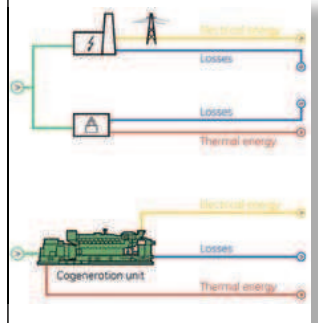 Electrical energy
Losses
Losses
Thermal energy
Electrical energy
Losses
Cogeneration unit
Thermal energy